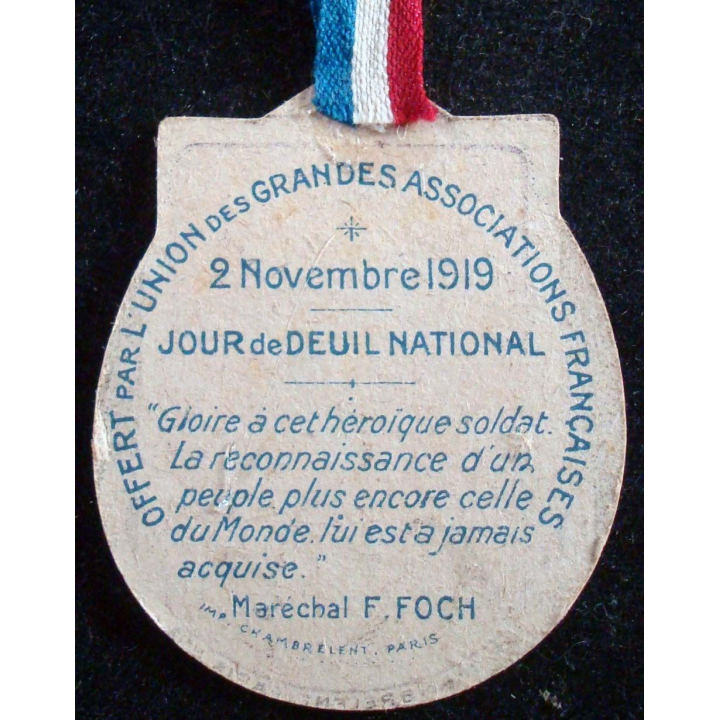 OFFERT PAR L'UNION DES GRANDES ASSOCIATIONS FRANÇAISES
2 Novembre 1919
JOUR de DEUIL NATIONAL
"Gloire à cet héroïque soldat.
La reconnaissance d'un
peuple, plus encore celle
du Monde, lui est à jamais
acquise."
Maréchal F. FOCH
IMP. CHAMBRELENT. PARIS